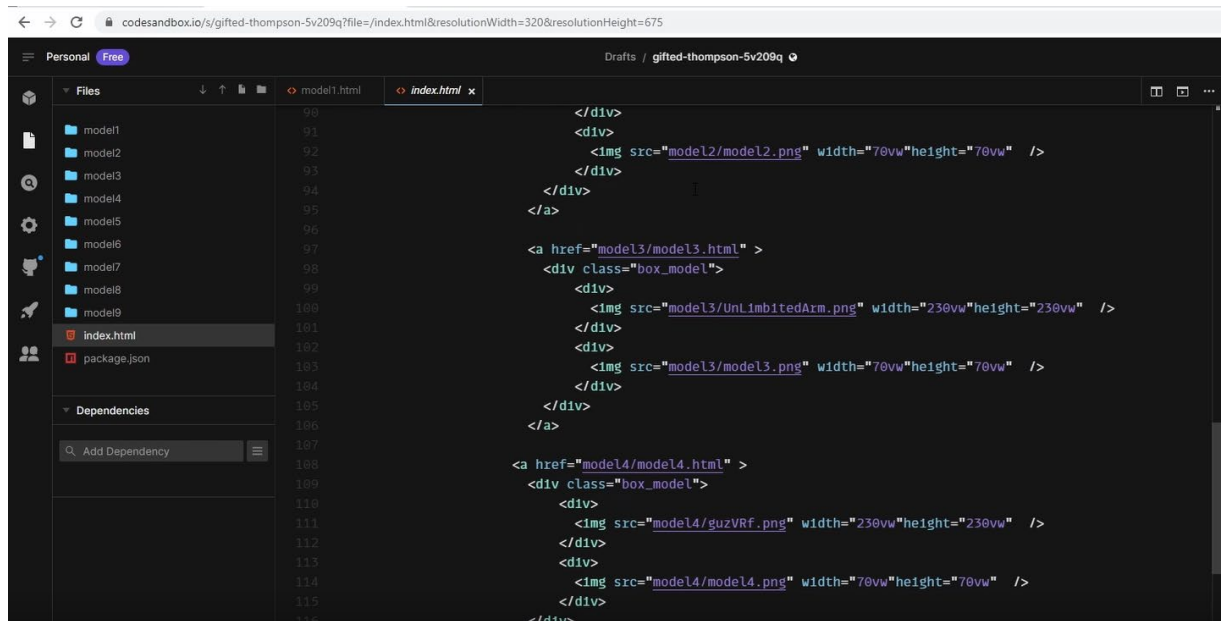 codesandbox.io/s/gifted-thompson-5v209q?file=/index.html&resolutionWidth=320&resolutionHeight=675
Personal Free
Drafts / gifted-thompson-5v209q
Files
model1.html
index.html x
model1
model2
model3
model4
model5
model6
model7
model8
model9
index.html
package.json
Dependencies
Add Dependency
90 </div>
91 <div>
92 <img src="model2/model2.png" width="70vw"height="70vw" />
93 </div>
94 </div>
95 </a>
96
97 <a href="model3/model3.html" >
98 <div class="box_model">
99 <div>
100 <img src="model3/UnLimbitedArm.png" width="230vw"height="230vw" />
101 </div>
102 <div>
103 <img src="model3/model3.png" width="70vw"height="70vw" />
104 </div>
105 </div>
106 </a>
107
108 <a href="model4/model4.html" >
109 <div class="box_model">
110 <div>
111 <img src="model4/guzVRf.png" width="230vw"height="230vw" />
112 </div>
113 <div>
114 <img src="model4/model4.png" width="70vw"height="70vw" />
115 </div>
116 </div>